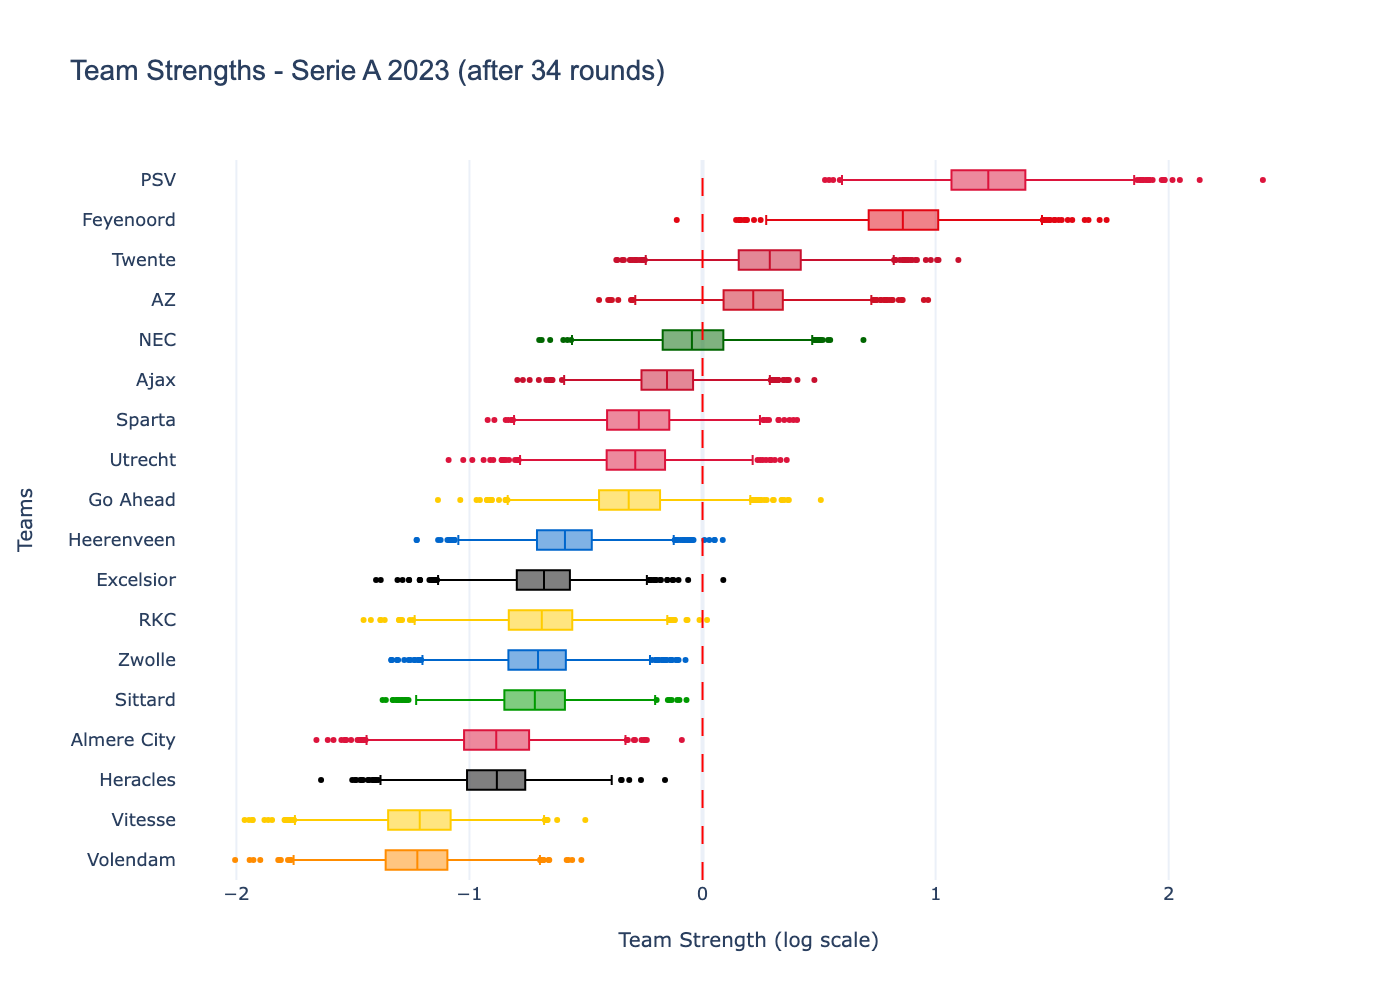 Team Strengths - Serie A 2023 (after 34 rounds)
PSV
Feyenoord
Twente
AZ
NEC
Ajax
Sparta
Utrecht
Go Ahead
Heerenveen
Excelsior
RKC
Zwolle
Sittard
Almere City
Heracles
Vitesse
Volendam
Teams
−2 −1 0 1 2
Team Strength (log scale)